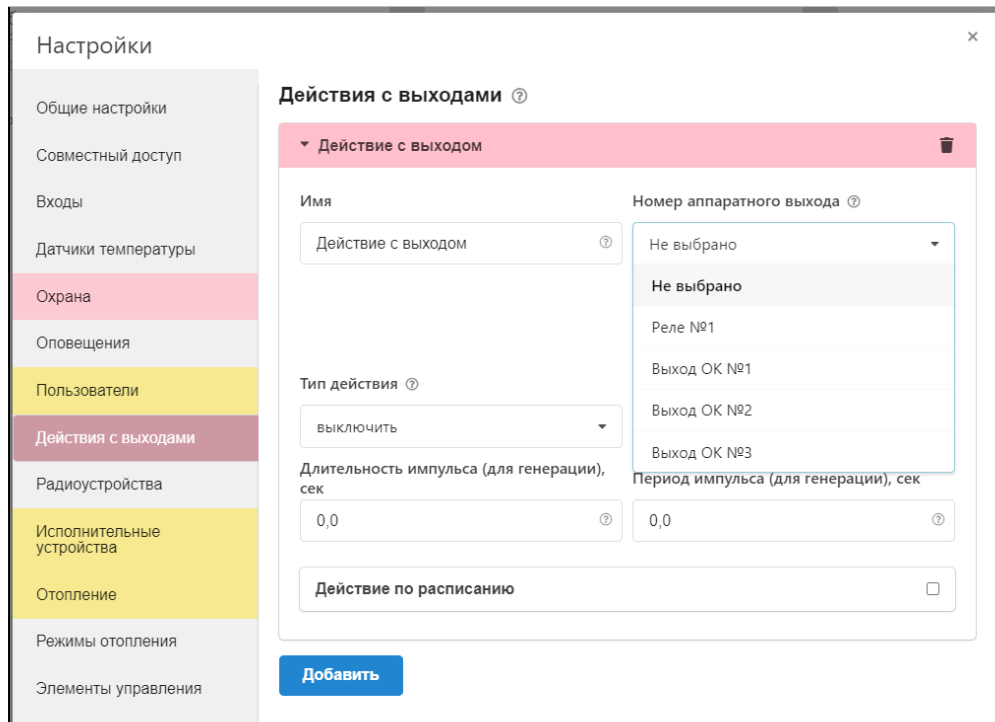 Настройки
×
Общие настройки
Совместный доступ
Входы
Датчики температуры
Охрана
Оповещения
Пользователи
Действия с выходами
Радиоустройства
Исполнительные
устройства
Отопление
Режимы отопления
Элементы управления
Действия с выходами ?
Действие с выходом
Имя
Действие с выходом ?
Номер аппаратного выхода ?
Не выбрано
Не выбрано
Реле №1
Выход ОК №1
Выход ОК №2
Выход ОК №3
Тип действия ?
выключить
Длительность импульса (для генерации),
сек
0,0 ?
Период импульса (для генерации), сек
0,0 ?
Действие по расписанию
Добавить